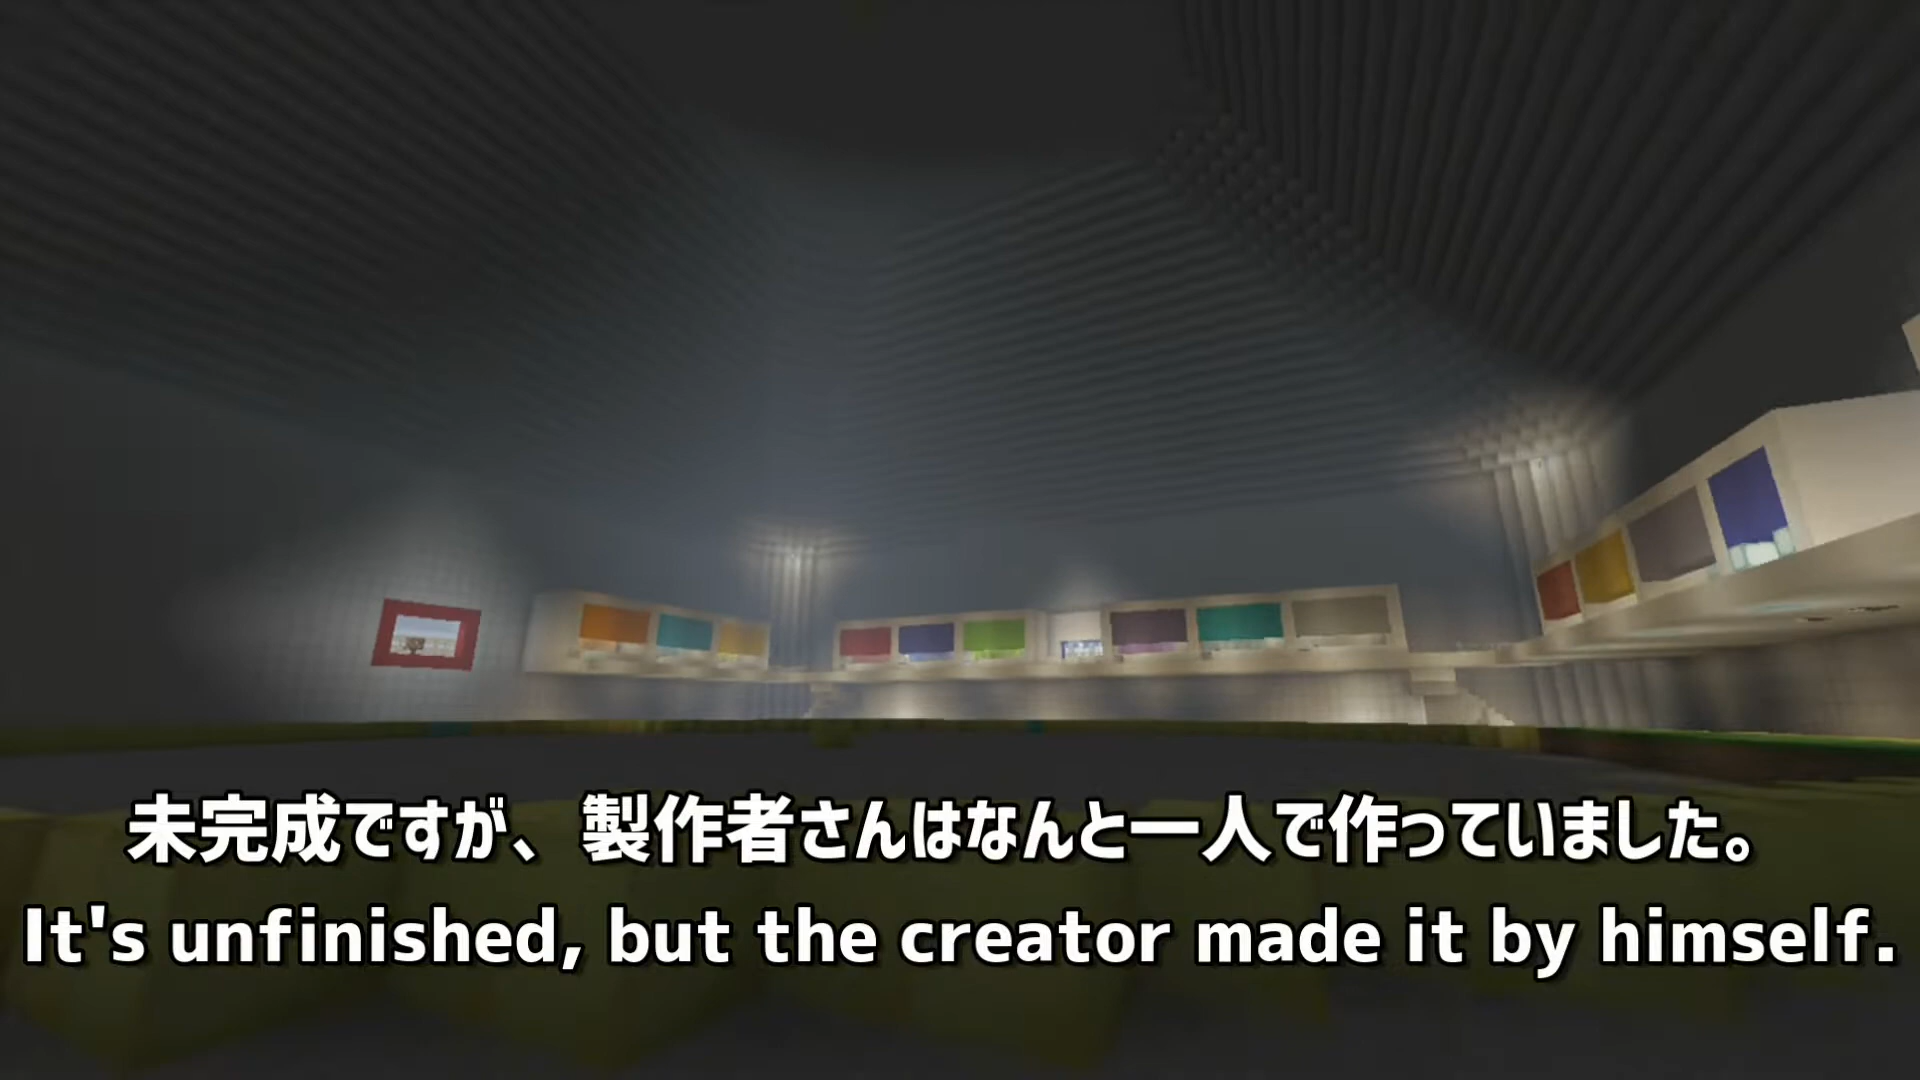 未完成ですが、製作者さんはなんと一人で作っていました。
It's unfinished, but the creator made it by himself.